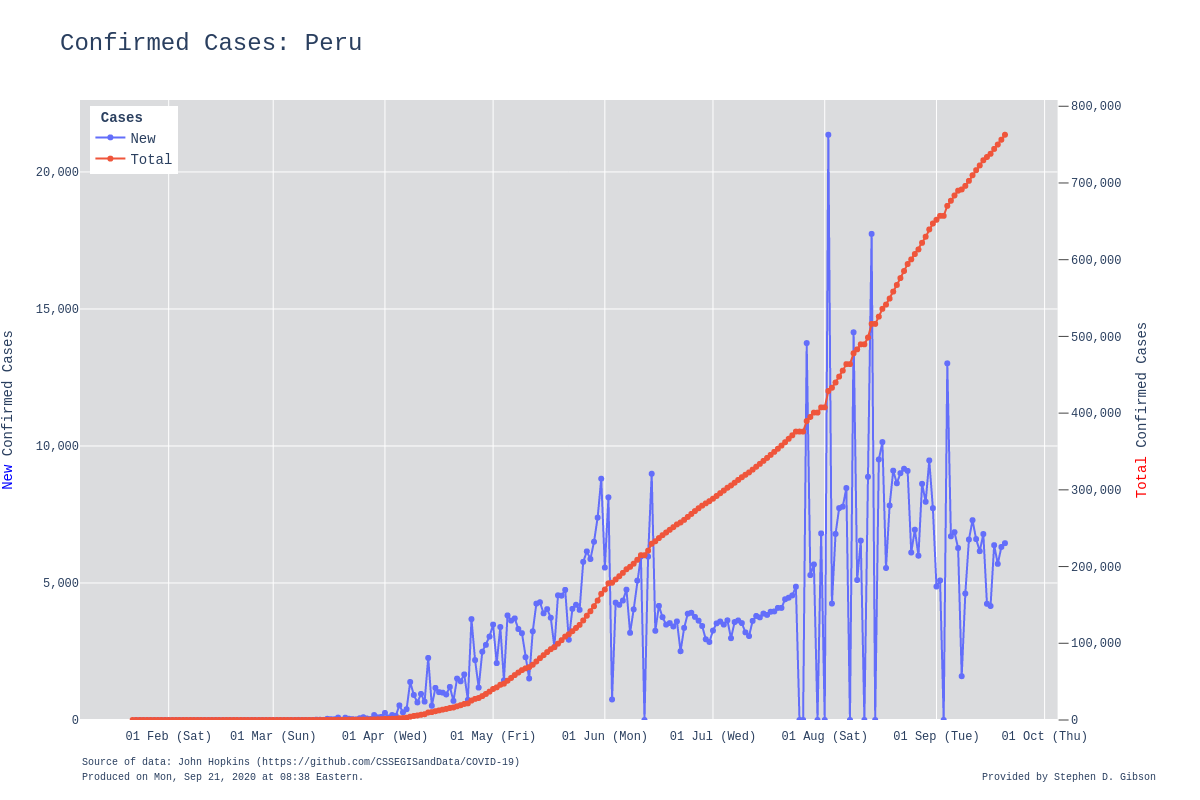 Confirmed Cases: Peru
Cases
New
Total
20,000
15,000
10,000
5,000
0
New Confirmed Cases
800,000
700,000
600,000
500,000
400,000
300,000
200,000
100,000
0
Total Confirmed Cases
01 Feb (Sat) 01 Mar (Sun) 01 Apr (Wed) 01 May (Fri) 01 Jun (Mon) 01 Jul (Wed) 01 Aug (Sat) 01 Sep (Tue) 01 Oct (Thu)
Source of data: John Hopkins (https://github.com/CSSEGISandData/COVID-19)
Produced on Mon, Sep 21, 2020 at 08:38 Eastern.
Provided by Stephen D. Gibson